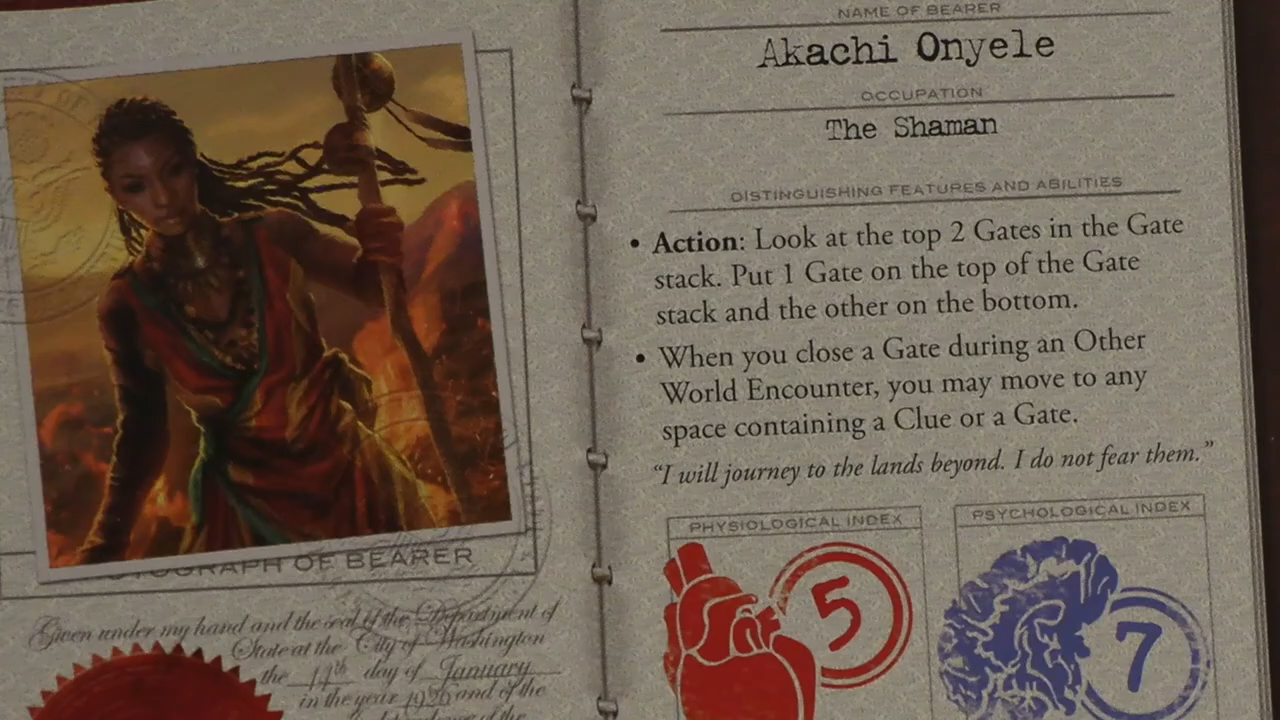 NAME OF BEARER
Akachi Onyele
OCCUPATION
The Shaman
DISTINGUISHING FEATURES AND ABILITIES
• Action: Look at the top 2 Gates in the Gate
stack. Put 1 Gate on the top of the Gate
stack and the other on the bottom.
• When you close a Gate during an Other
World Encounter, you may move to any
space containing a Clue or a Gate.
“I will journey to the lands beyond. I do not fear them.”
PHYSIOLOGICAL INDEX
5
PSYCHOLOGICAL INDEX
7
OTOGRAPH OF BEARER
Given under my hand and the seal of the Department of
State at the City of Washington
the 14th day of January
in the year 1926 and of the
of the